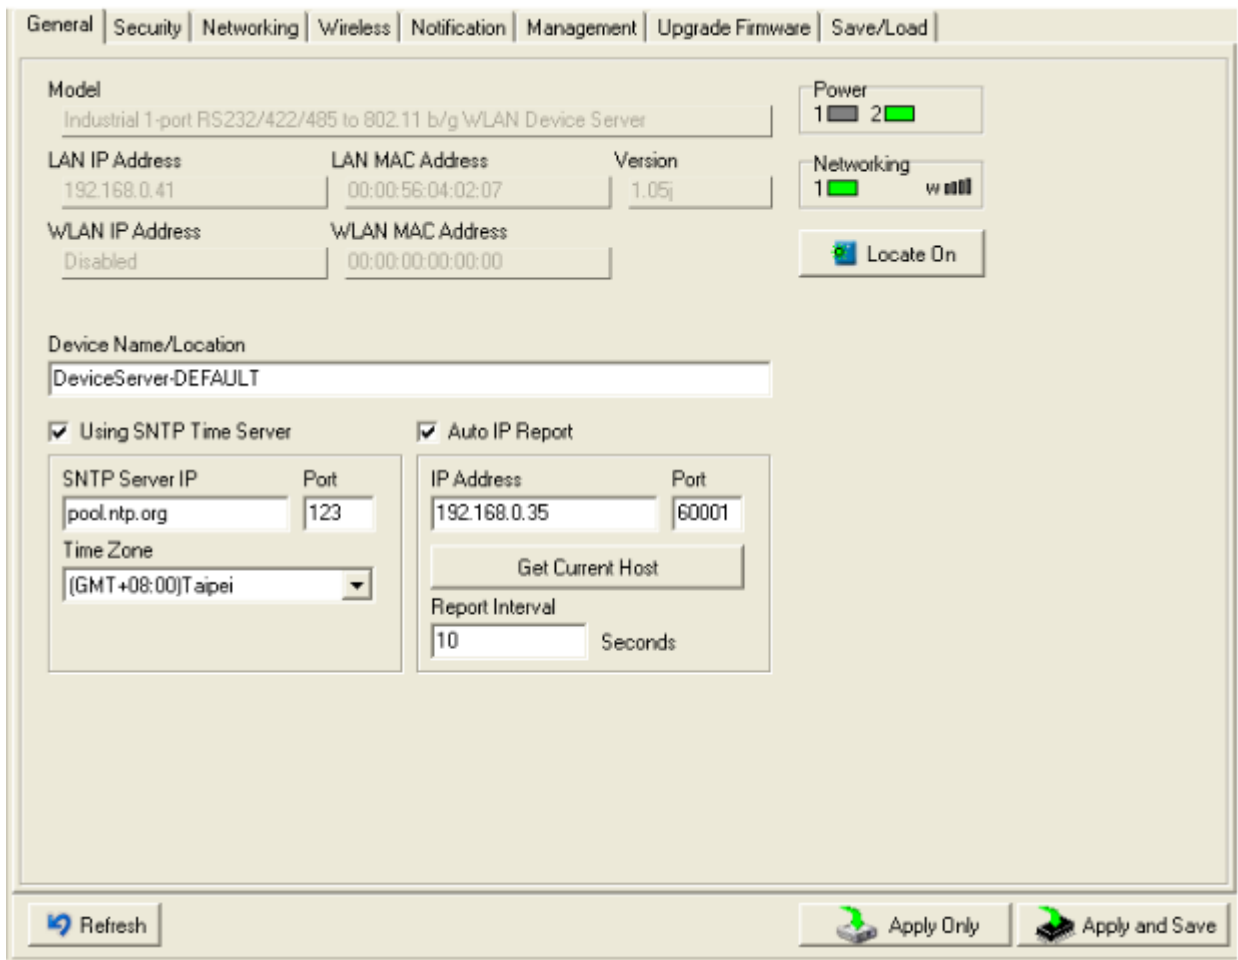 General Security Networking Wireless Notification Management Upgrade Firmware Save/Load
Model
Industrial 1-port RS232/422/485 to 802.11 b/g WLAN Device Server
Power
1 2
LAN IP Address LAN MAC Address Version
192.168.0.41 00:00:56:04:02:07 1.05j
Networking
1 W
WLAN IP Address WLAN MAC Address
Disabled 00:00:00:00:00:00
Locate On
Device Name/Location
DeviceServer-DEFAULT
Using SNTP Time Server Auto IP Report
SNTP Server IP Port IP Address Port
pool.ntp.org 123 192.168.0.35 60001
Time Zone
(GMT+08:00)Taipei
Get Current Host
Report Interval
10 Seconds
Refresh Apply Only Apply and Save